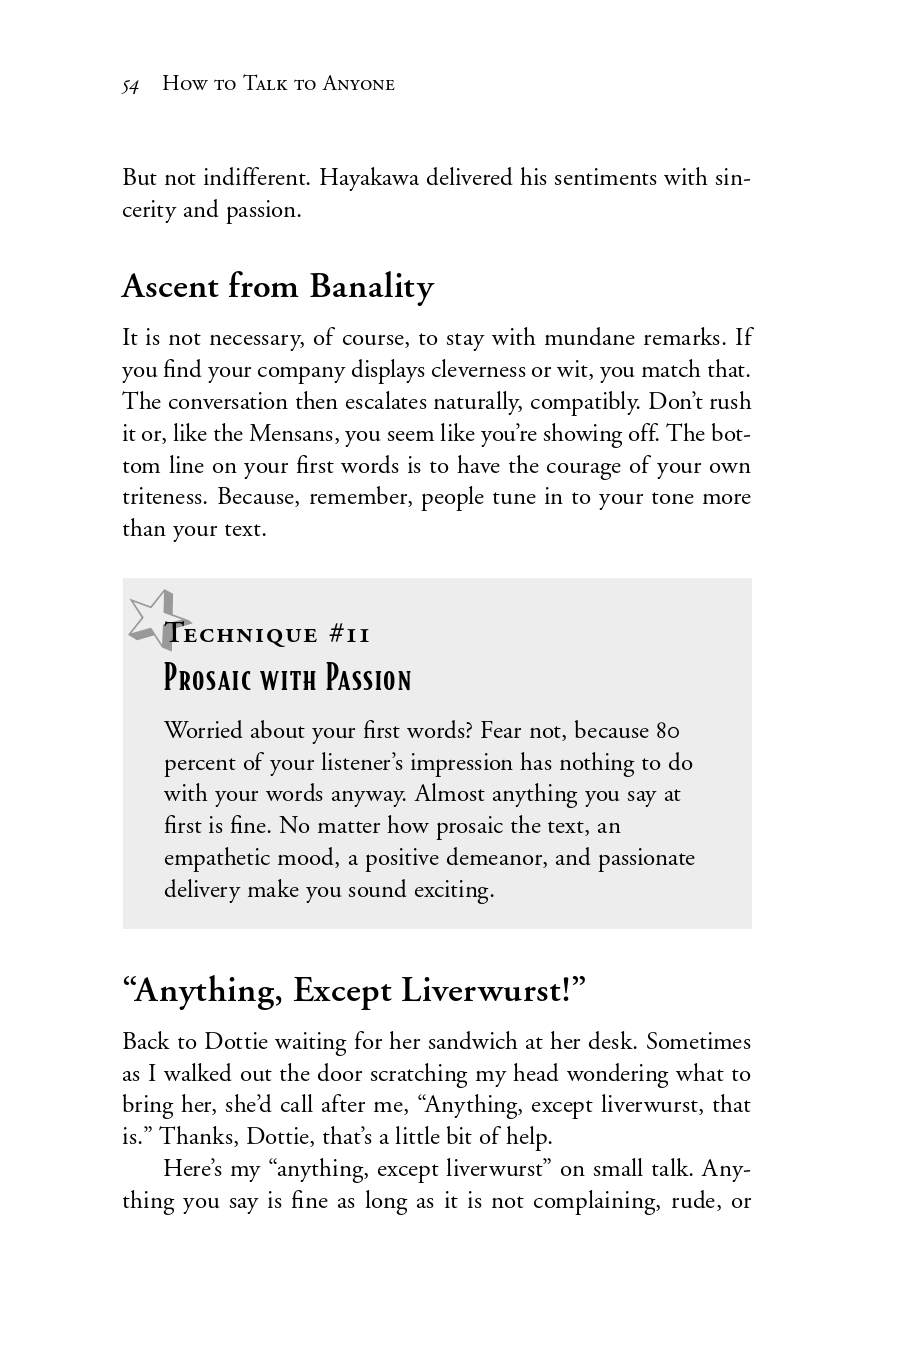 54 How to Talk to Anyone
But not indifferent. Hayakawa delivered his sentiments with sin-
cerity and passion.
Ascent from Banality
It is not necessary, of course, to stay with mundane remarks. If
you find your company displays cleverness or wit, you match that.
The conversation then escalates naturally, compatibly. Don’t rush
it or, like the Mensans, you seem like you’re showing off. The bot-
tom line on your first words is to have the courage of your own
triteness. Because, remember, people tune in to your tone more
than your text.
Technique #11
Prosaic with Passion
Worried about your first words? Fear not, because 80
percent of your listener’s impression has nothing to do
with your words anyway. Almost anything you say at
first is fine. No matter how prosaic the text, an
empathetic mood, a positive demeanor, and passionate
delivery make you sound exciting.
“Anything, Except Liverwurst!”
Back to Dottie waiting for her sandwich at her desk. Sometimes
as I walked out the door scratching my head wondering what to
bring her, she’d call after me, “Anything, except liverwurst, that
is.” Thanks, Dottie, that’s a little bit of help.
Here’s my “anything, except liverwurst” on small talk. Any-
thing you say is fine as long as it is not complaining, rude, or